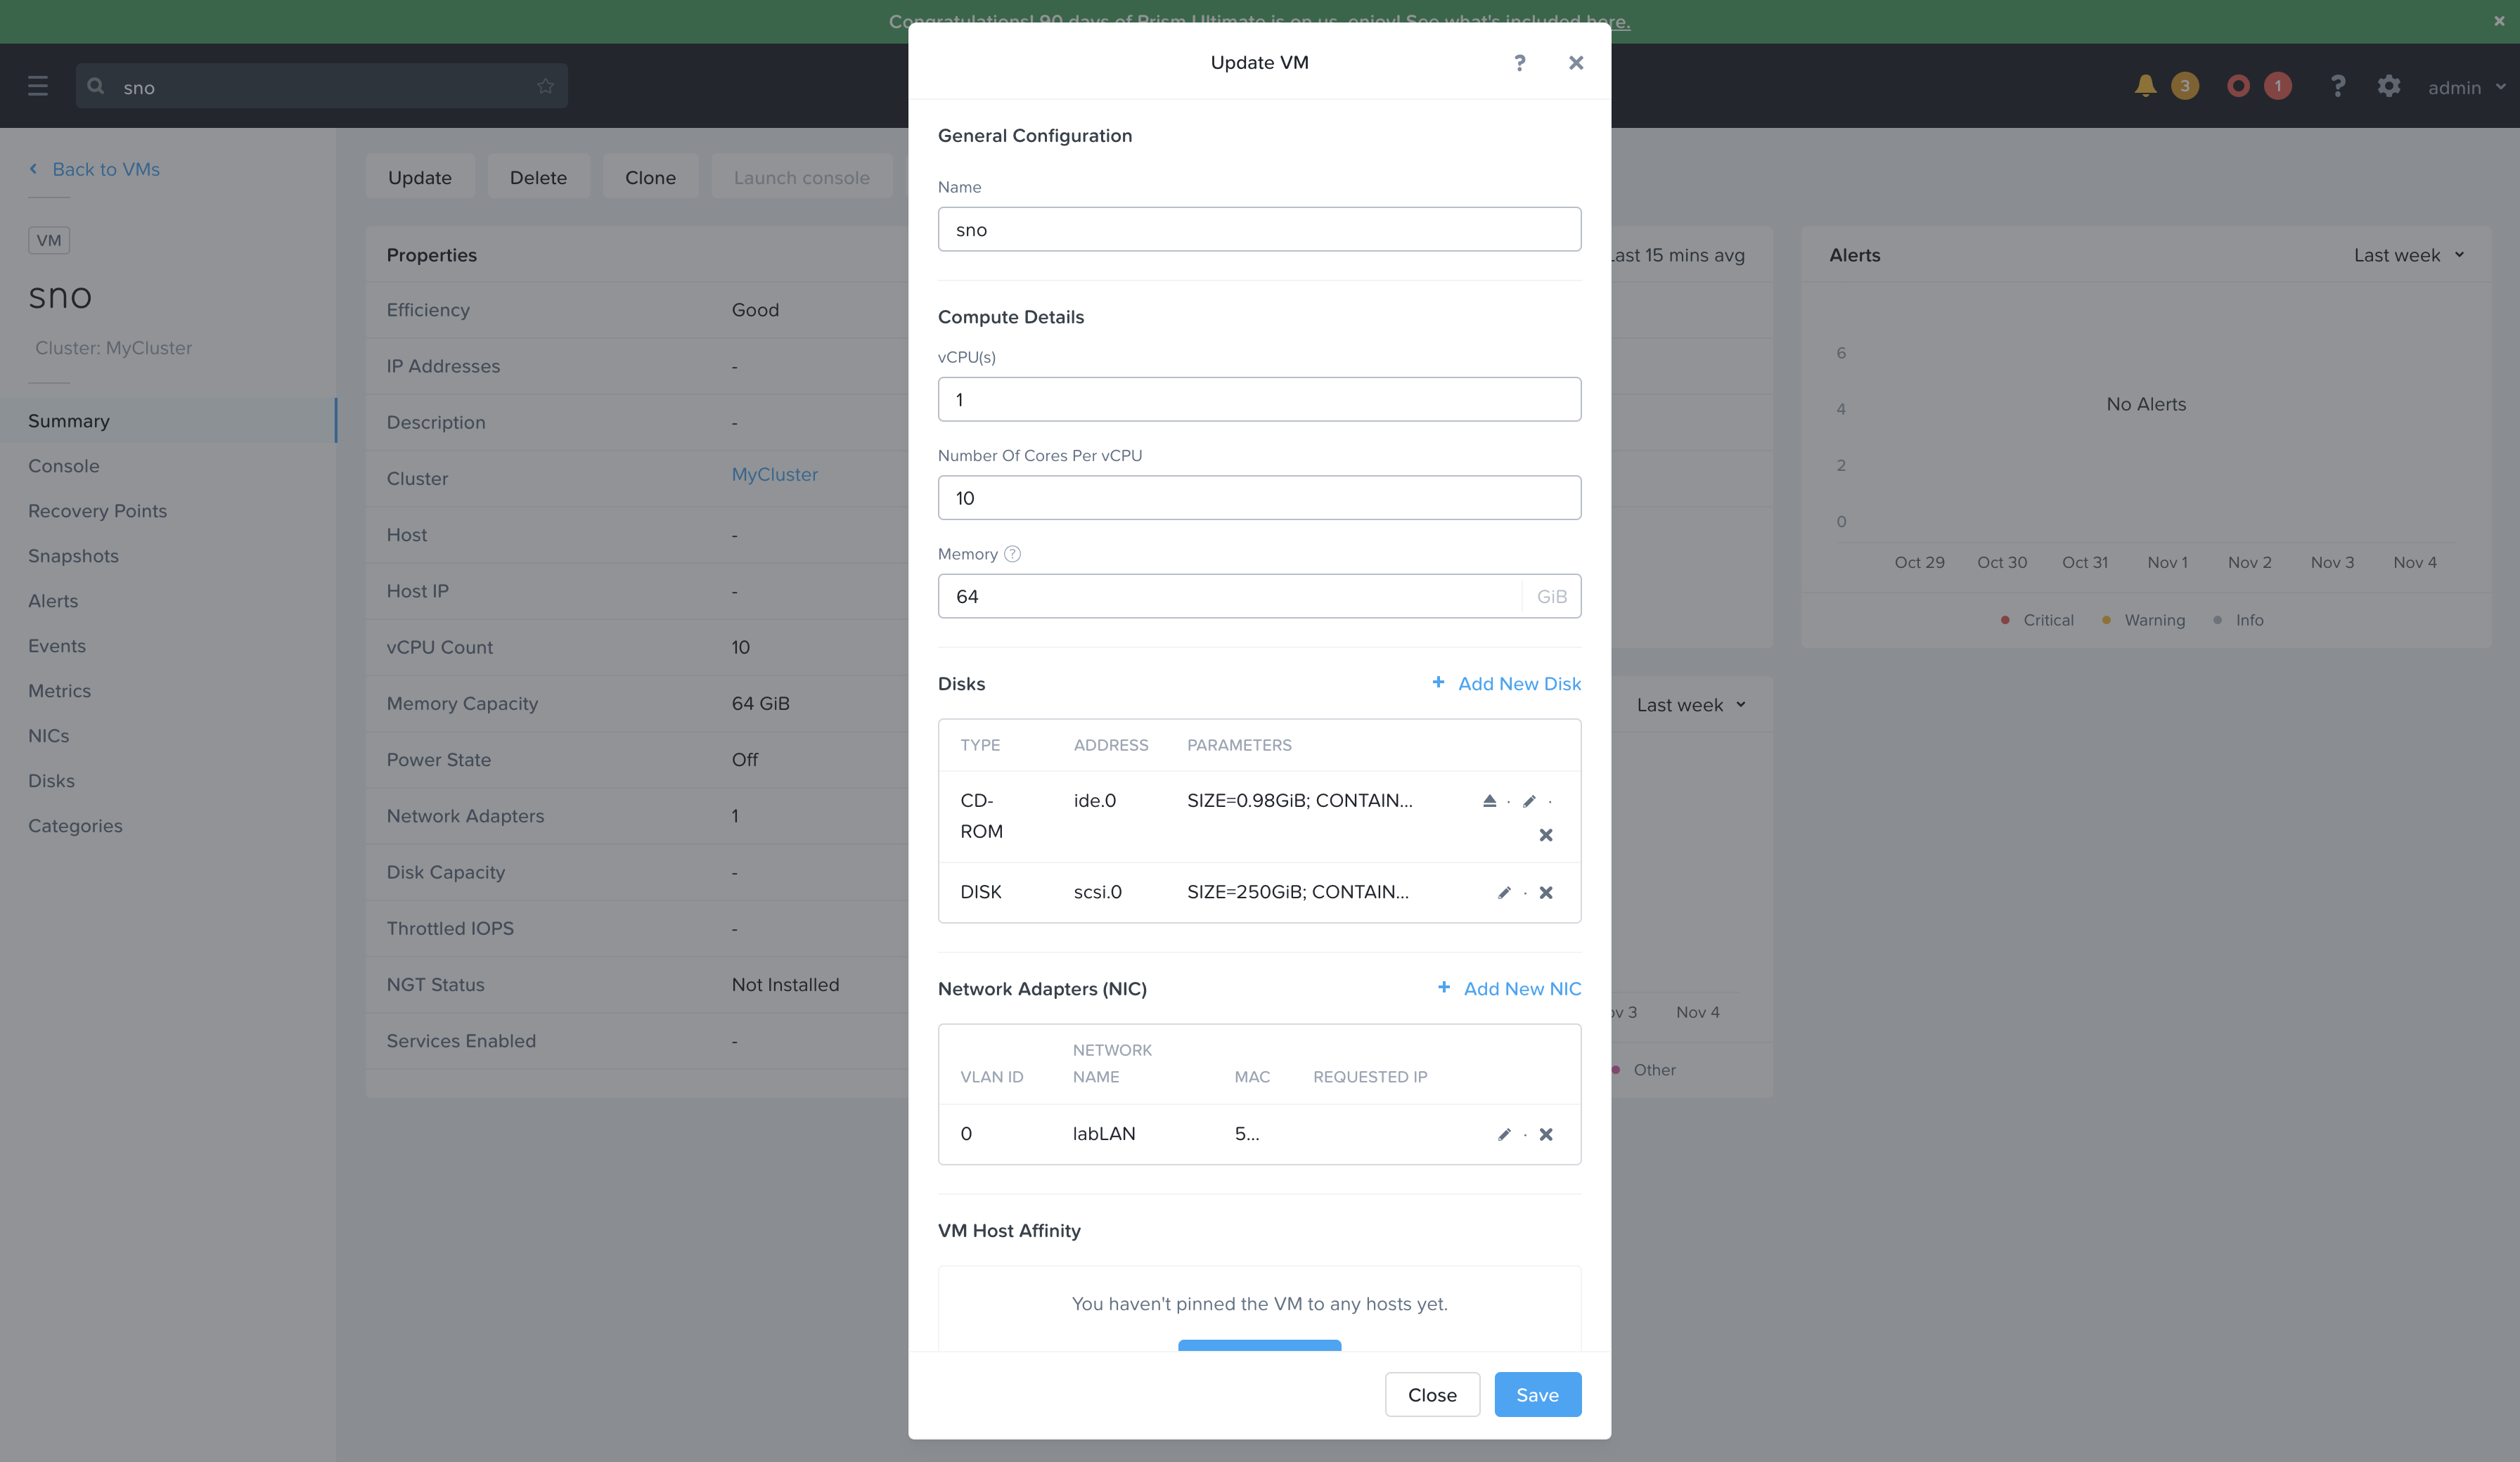 Congratulations! 90 days of Prism Ultimate is on us, enjoy! See what's included here.
sno
3
1
?
admin
Back to VMs
VM
sno
Cluster: MyCluster
Summary
Console
Recovery Points
Snapshots
Alerts
Events
Metrics
NICs
Disks
Categories
Update
Delete
Clone
Launch console
Properties
Efficiency Good
IP Addresses -
Description -
Cluster MyCluster
Host -
Host IP -
vCPU Count 10
Memory Capacity 64 GiB
Power State Off
Network Adapters 1
Disk Capacity -
Throttled IOPS -
NGT Status Not Installed
Services Enabled -
Update VM
?
General Configuration
Name
sno
Compute Details
vCPU(s)
1
Number Of Cores Per vCPU
10
Memory ?
64 GiB
Disks + Add New Disk
TYPE ADDRESS PARAMETERS
CD-ROM ide.0 SIZE=0.98GiB; CONTAIN...
DISK scsi.0 SIZE=250GiB; CONTAIN...
Network Adapters (NIC) + Add New NIC
VLAN ID NETWORK NAME MAC REQUESTED IP
0 labLAN 5...
VM Host Affinity
You haven't pinned the VM to any hosts yet.
Close
Save
Last 15 mins avg
Alerts Last week
6
4
2
0
No Alerts
Oct 29 Oct 30 Oct 31 Nov 1 Nov 2 Nov 3 Nov 4
Critical Warning Info
Last week
ov 3 Nov 4
Other